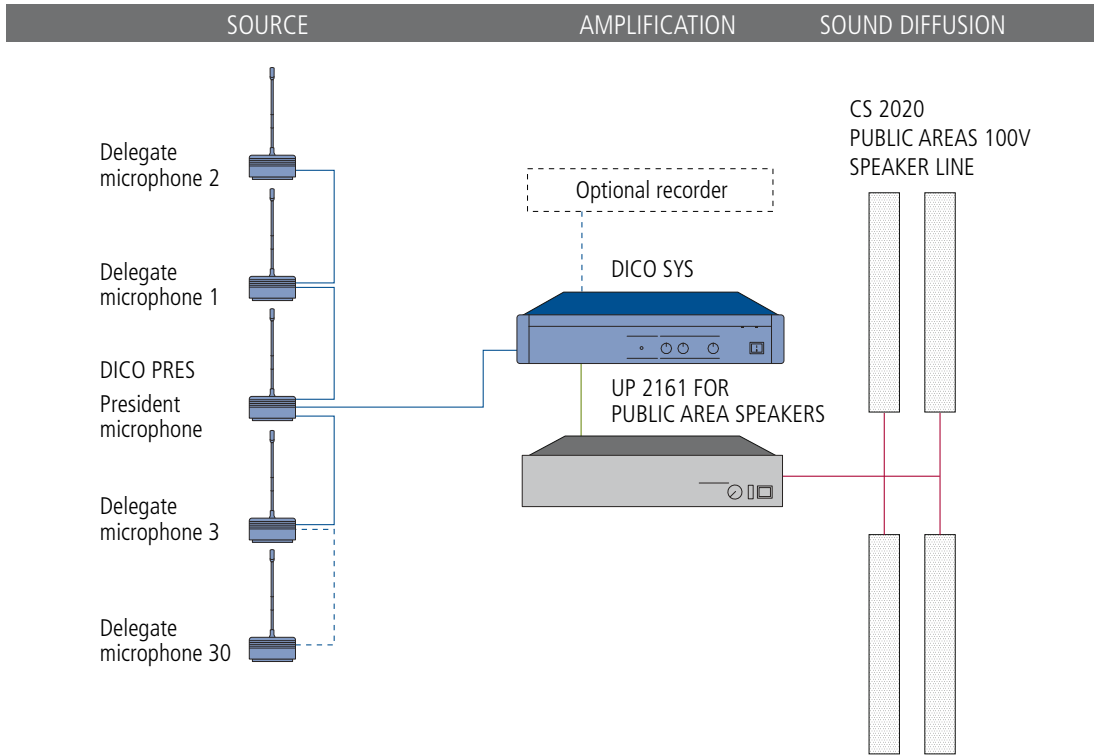 SOURCE
AMPLIFICATION
SOUND DIFFUSION
Delegate
microphone 2
Delegate
microphone 1
DICO PRES
President
microphone
Delegate
microphone 3
Delegate
microphone 30
Optional recorder
DICO SYS
UP 2161 FOR
PUBLIC AREA SPEAKERS
CS 2020
PUBLIC AREAS 100V
SPEAKER LINE